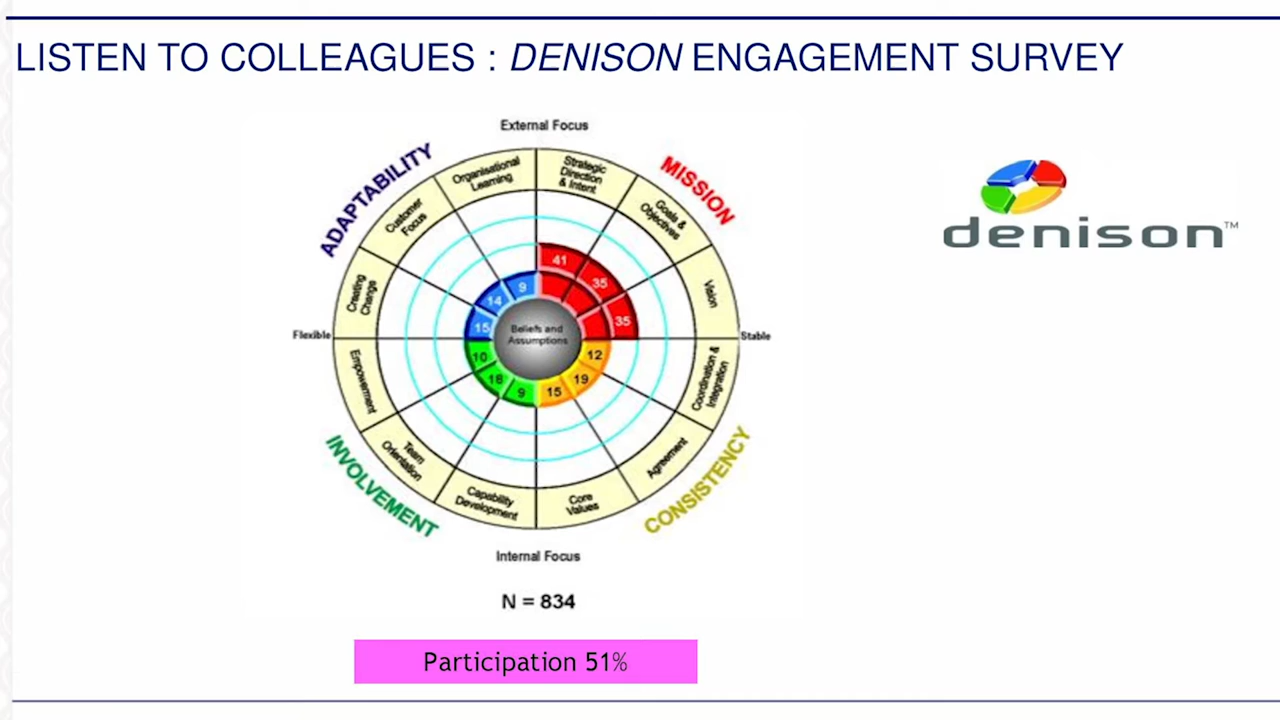 LISTEN TO COLLEAGUES : DENISON ENGAGEMENT SURVEY
External Focus
ADAPTABILITY
MISSION
Organisational
Learning
Strategic
Direction
& Intent
Customer
Focus
Goals &
Objectives
Creating
Change
Vision
41
35
35
9
14
15
Beliefs and
Assumptions
Flexible
Stable
10
18
9
15
19
12
Empowerment
Coordination &
Integration
Team
Orientation
Agreement
Capability
Development
Core
Values
INVOLVEMENT
CONSISTENCY
Internal Focus
N = 834
Participation 51%
denison™